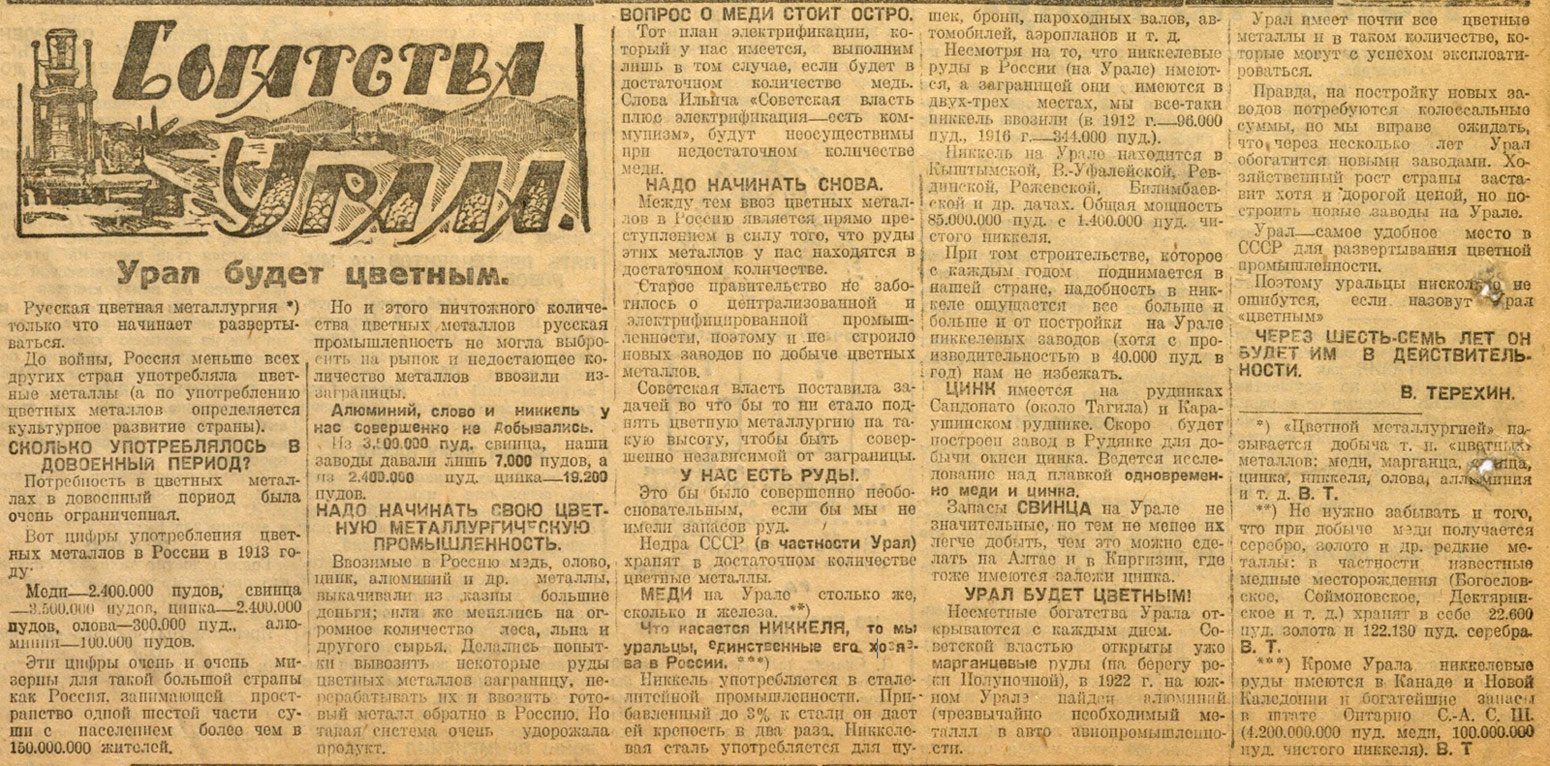 Богатства
Урала.
Урал будет цветным.
Русская цветная металлургия *)
только что начинает разверты-
ваться.
До войны, Россия меньше всех
других стран употребляла цвет-
ные металлы (а по употреблению
цветных металлов определяется
культурное развитие страны).
СКОЛЬКО УПОТРЕБЛЯЛОСЬ В
ДОВОЕННЫЙ ПЕРИОД?
Потребность в цветных метал-
лах в довоенный период была
очень ограниченная.
Вот цифры употребления цвет-
ных металлов в России в 1913 го-
ду:
Меди—2.400.000 пудов, свинца
—3.500.000 пудов, цинка—2.400.000
пудов, олова—300.000 пуд., алю-
миния—100.000 пудов.
Эти цифры очень и очень ми-
зерны для такой большой страны
как Россия, занимающей прост-
ранство одной шестой части су-
ши с населением более чем в
150.000.000 жителей.
Но и этого ничтожного количе-
ства цветных металлов русская
промышленность не могла выбро-
сить на рынок и недостающее ко-
личество металлов ввозили из-
заграницы.
Алюминий, слово и никкель у
нас совершенно не добывались.
Из 3.500.000 пуд. свинца, наши
заводы давали лишь 7.000 пудов, а
из 2.400.000 пуд. цинка—19.200
пудов.
НАДО НАЧИНАТЬ СВОЮ ЦВЕТ-
НУЮ МЕТАЛЛУРГИЧЕСКУЮ
ПРОМЫШЛЕННОСТЬ.
Ввозимые в Россию медь, олово,
цинк, алюминий и др. металлы,
выкачивали из казны большие
деньги; или же менялись на ог-
ромное количество леса, льна и
другого сырья. Делались попыт-
ки вывозить некоторые руды
цветных металлов заграницу, пе-
рерабатывать их и ввозить гото-
вый металл обратно в Россию. Но
такая система очень удорожала
продукт.
ВОПРОС О МЕДИ СТОИТ ОСТРО.
Тот план электрификации, ко-
торый у нас имеется, выполним
лишь в том случае, если будет в
достаточном количестве медь.
Слова Ильича «Советская власть
плюс электрификация—есть ком-
мунизм», будут неосуществимы
при недостаточном количестве
меди.
НАДО НАЧИНАТЬ СНОВА.
Между тем ввоз цветных метал-
лов в Россию является прямо пре-
ступлением в силу того, что руды
этих металлов у нас находятся в
достаточном количестве.
Старое правительство не забо-
тилось о централизованной и
электрифицированной промыш-
ленности, поэтому и не строило
новых заводов по добыче цветных
металлов.
Советская власть поставила за-
дачей во что бы то ни стало под-
нять цветную металлургию на та-
кую высоту, чтобы быть совер-
шенно независимой от заграницы.
У НАС ЕСТЬ РУДЫ.
Это бы было совершенно необо-
сновательным, если бы мы не
имели запасов руд.
Недра СССР (в частности Урал)
хранят в достаточном количестве
цветные металлы.
МЕДИ на Урале столько же,
сколько и железа. **)
Что касается НИККЕЛЯ, то мы
уральцы, единственные его хозяе-
ва в России. ***)
Никкель употребляется в стале-
литейной промышленности. При-
бавленный до 3% к стали он дает
ей крепость в два раза. Никкеле-
вая сталь употребляется для пу-
шек, брони, пароходных валов, ав-
томобилей, аэропланов и т. д.
Несмотря на то, что никкелевые
руды в России (на Урале) имеют-
ся, а заграницей они имеются в
двух-трех местах, мы все-таки
никкель ввозили (в 1912 г.—96.000
пуд., 1916 г.—344.000 пуд.).
Никкель на Урале находится в
Кыштымской, В.-Уфалейской, Рев-
динской, Режевской, Билимбаев-
ской и др. дачах. Общая мощность
85.000.000 пуд. с 1.400.000 пуд. чи-
стого никкеля.
При том строительстве, которое
с каждым годом поднимается в
нашей стране, надобность в ник-
келе ощущается все больше и
больше и от постройки на Урале
никкелевых заводов (хотя с про-
изводительностью в 40.000 пуд. в
год) нам не избежать.
ЦИНК имеется на рудниках
Сандонато (около Тагила) и Кара-
ушинском руднике. Скоро будет
построен завод в Рудянке для до-
бычи окиси цинка. Ведется иссле-
дование над плавкой одновремен-
но меди и цинка.
Запасы СВИНЦА на Урале не
значительные, но тем не менее их
легче добыть, чем это можно сде-
лать на Алтае и в Киргизии, где
тоже имеются залежи цинка.
УРАЛ БУДЕТ ЦВЕТНЫМ!
Несметные богатства Урала от-
крываются с каждым днем. Со-
ветской властью открыты уже
марганцевые руды (на берегу ре-
ки Полуночной), в 1922 г. на юж-
ном Урале найден алюминий
(чрезвычайно необходимый ме-
таллл в авто авиопромышленно-
сти.
Урал имеет почти все цветные
металлы и в таком количестве, ко-
торые могут с успехом эксплоати-
роваться.
Правда, на постройку новых за-
водов потребуются колоссальные
суммы, но мы вправе ожидать,
что через несколько лет Урал
обогатится новыми заводами. Хо-
зяйственный рост страны заста-
вит хотя и дорогой ценой, но по-
строить новые заводы на Урале.
Урал—самое удобное место в
СССР для развертывания цветной
промышленности.
Поэтому уральцы нисколько не
ошибутся, если назовут Урал
«цветным»
ЧЕРЕЗ ШЕСТЬ-СЕМЬ ЛЕТ ОН
БУДЕТ ИМ В ДЕЙСТВИТЕЛЬ-
НОСТИ.
В. ТЕРЕХИН.
*) «Цветной металлургией» на-
зывается добыча т. н. «цветных»
металлов: меди, марганца, свинца,
цинка, никкеля, олова, аллюминия
и т. д. В. Т.
**) Не нужно забывать и того,
что при добыче меди получается
серебро, золото и др. редкие ме-
таллы: в частности известные
медные месторождения (Богослов-
ское, Соймоновское, Дектярин-
ское и т. д.) хранят в себе 22.600
пуд. золота и 122.130 пуд. серебра.
В. Т.
***) Кроме Урала никкелевые
руды имеются в Канаде и Новой
Каледонии и богатейшие запасы
в штате Онтарио С.-А. С. Ш.
(4.200.000.000 пуд. меди, 100.000.000
пуд. чистого никкеля). В. Т